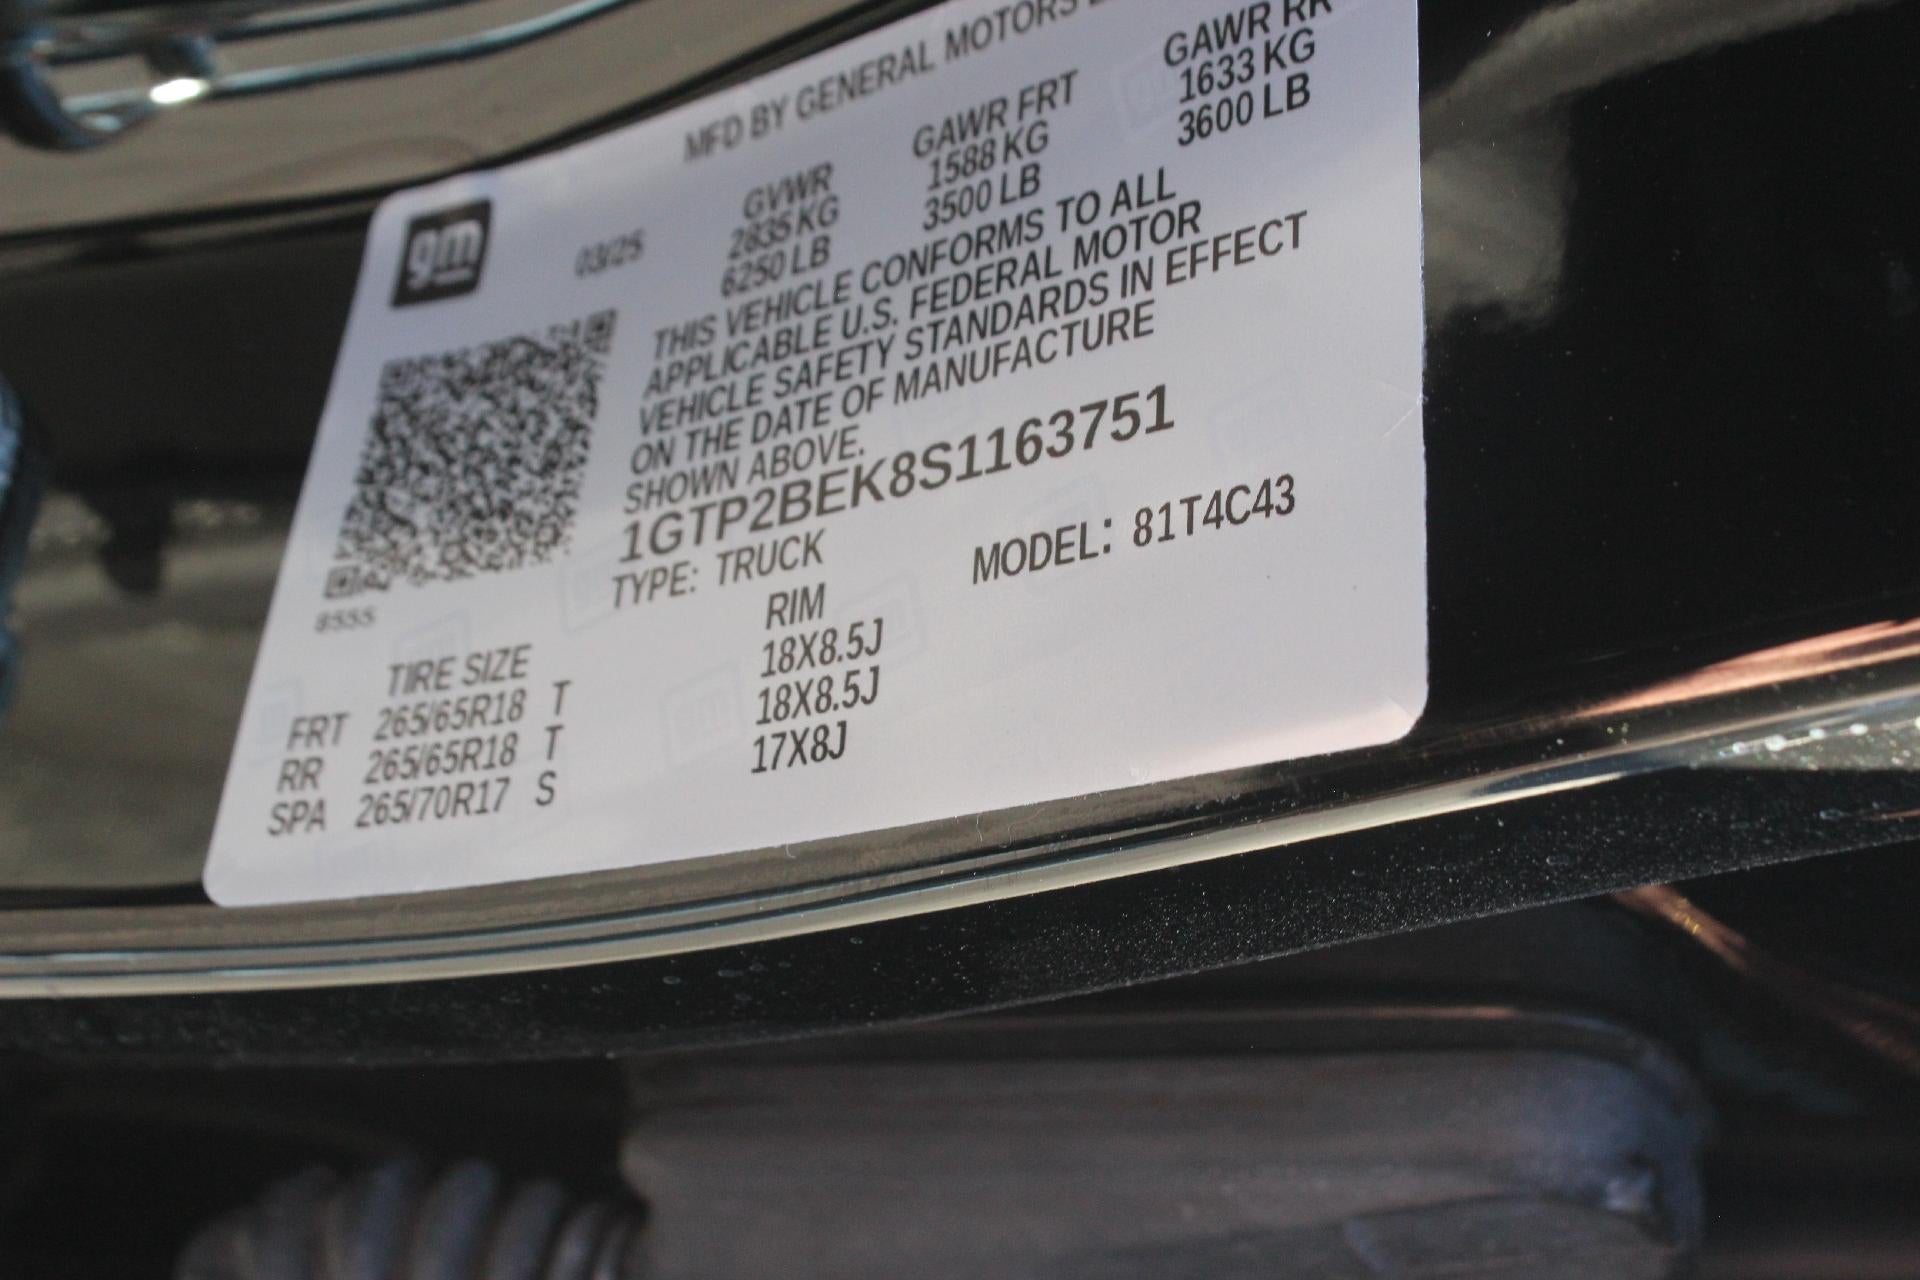 MFD BY GENERAL MOTORS
gm
03/25
GVWR
2835 KG
6250 LB
GAWR FRT
1588 KG
3500 LB
GAWR RR
1633 KG
3600 LB
THIS VEHICLE CONFORMS TO ALL
APPLICABLE U.S. FEDERAL MOTOR
VEHICLE SAFETY STANDARDS IN EFFECT
ON THE DATE OF MANUFACTURE
SHOWN ABOVE.
1GTP2BEK8S1163751
TYPE: TRUCK
MODEL: 81T4C43
8555
TIRE SIZE RIM
FRT 265/65R18 T 18X8.5J
RR 265/65R18 T 18X8.5J
SPA 265/70R17 S 17X8J